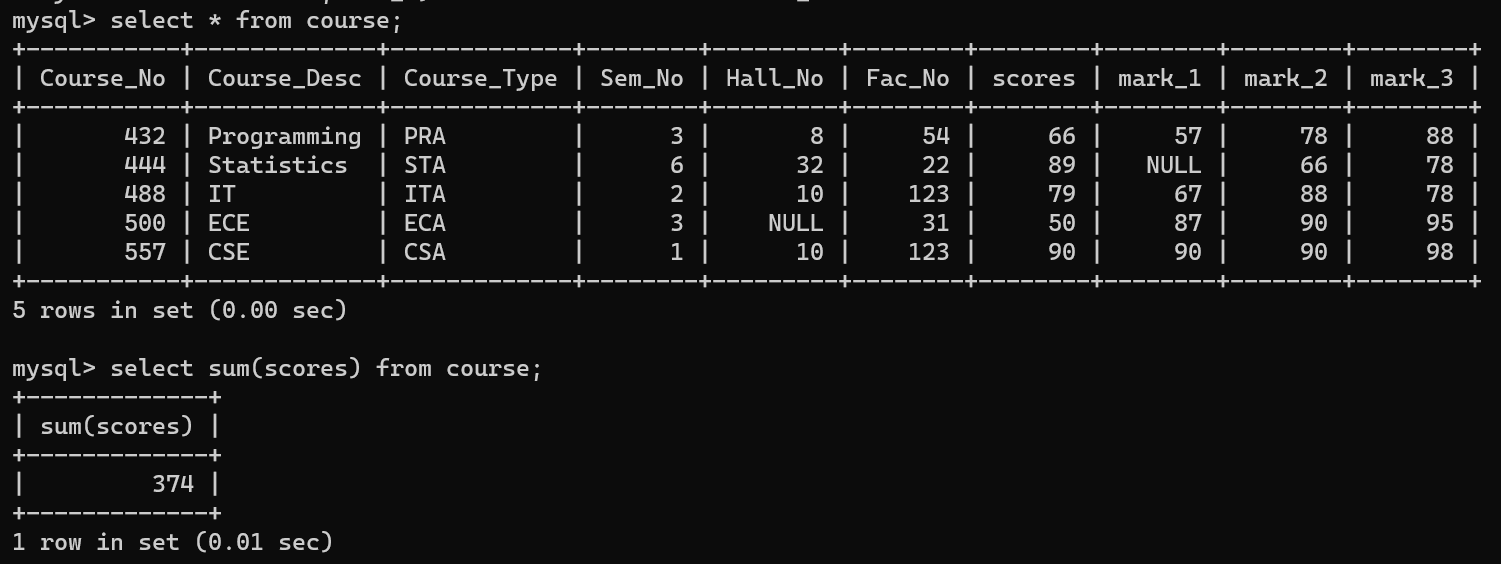 mysql> select * from course;
+-----------+-------------+-------------+--------+---------+--------+--------+--------+--------+--------+
| Course_No | Course_Desc | Course_Type | Sem_No | Hall_No | Fac_No | scores | mark_1 | mark_2 | mark_3 |
+-----------+-------------+-------------+--------+---------+--------+--------+--------+--------+--------+
|       432 | Programming | PRA         |      3 |       8 |     54 |     66 |     57 |     78 |     88 |
|       444 | Statistics  | STA         |      6 |      32 |     22 |     89 |   NULL |     66 |     78 |
|       488 | IT          | ITA         |      2 |      10 |    123 |     79 |     67 |     88 |     78 |
|       500 | ECE         | ECA         |      3 |    NULL |     31 |     50 |     87 |     90 |     95 |
|       557 | CSE         | CSA         |      1 |      10 |    123 |     90 |     90 |     90 |     98 |
+-----------+-------------+-------------+--------+---------+--------+--------+--------+--------+--------+
5 rows in set (0.00 sec)
mysql> select sum(scores) from course;
+-------------+
| sum(scores) |
+-------------+
|         374 |
+-------------+
1 row in set (0.01 sec)